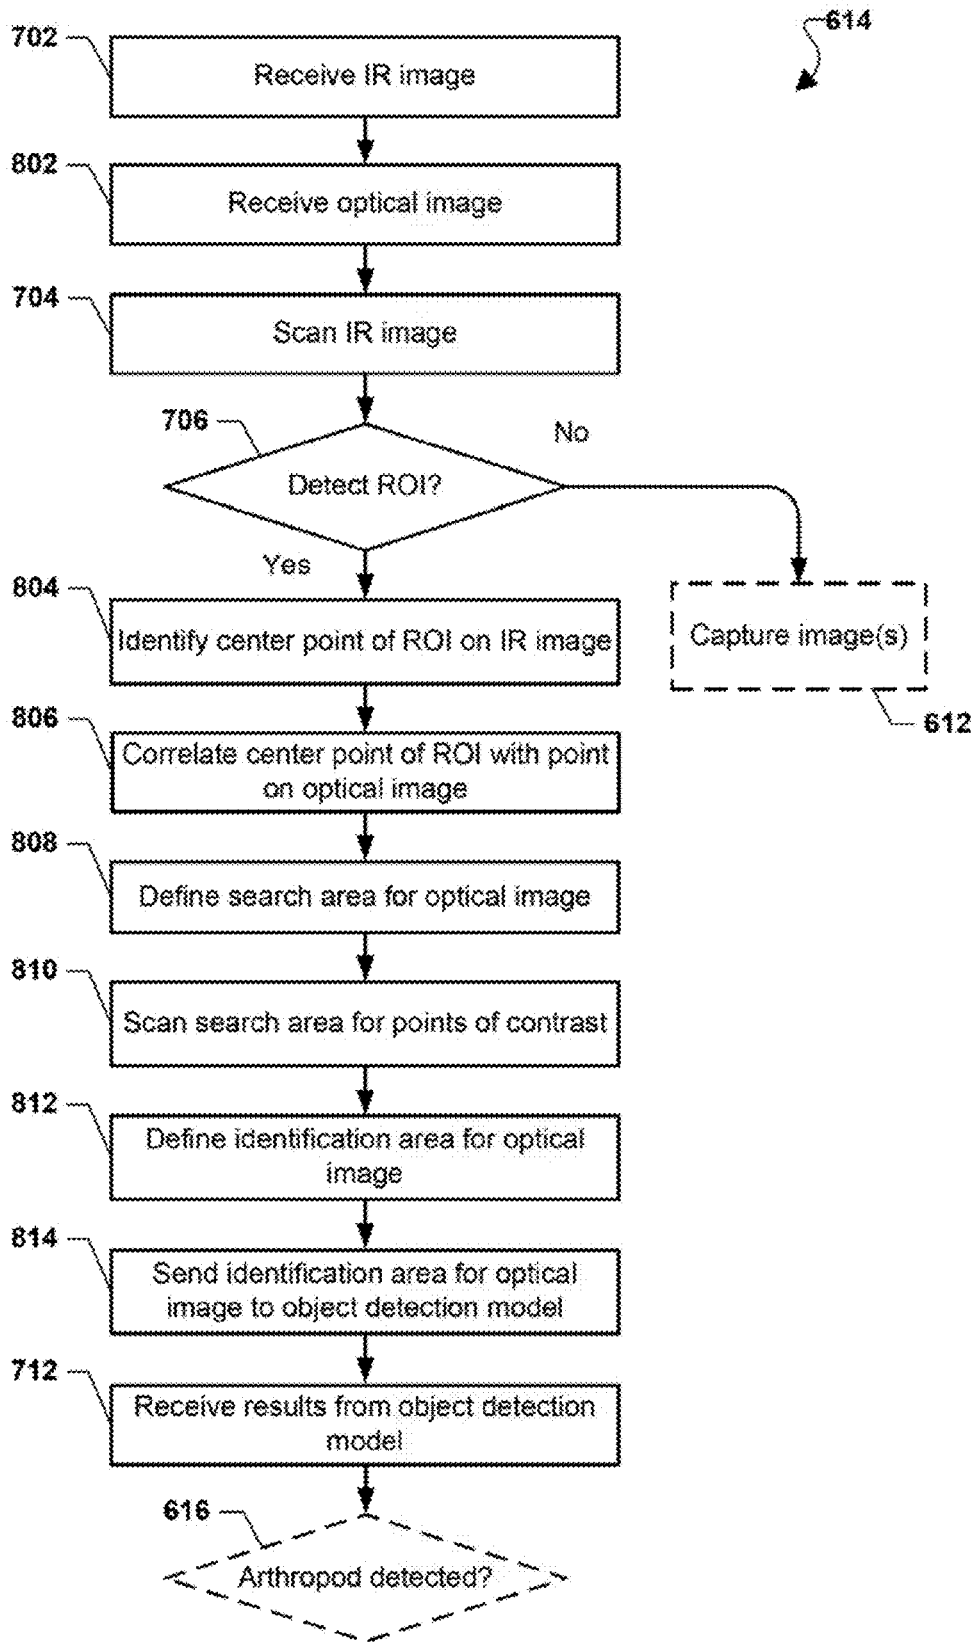 614
702
Receive IR image
802
Receive optical image
704
Scan IR image
706
No
Detect ROI?
Yes
804
Identify center point of ROI on IR image
Capture image(s)
612
806
Correlate center point of ROI with point
on optical image
808
Define search area for optical image
810
Scan search area for points of contrast
812
Define identification area for optical
image
814
Send identification area for optical
image to object detection model
712
Receive results from object detection
model
616
Arthropod detected?